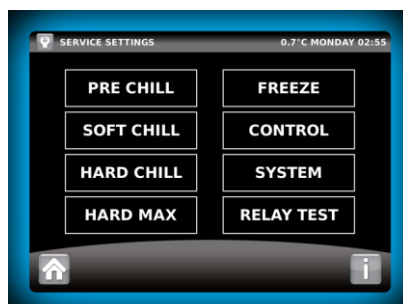 SERVICE SETTINGS 0.7°C MONDAY 02:55
PRE CHILL FREEZE
SOFT CHILL CONTROL
HARD CHILL SYSTEM
HARD MAX RELAY TEST
i